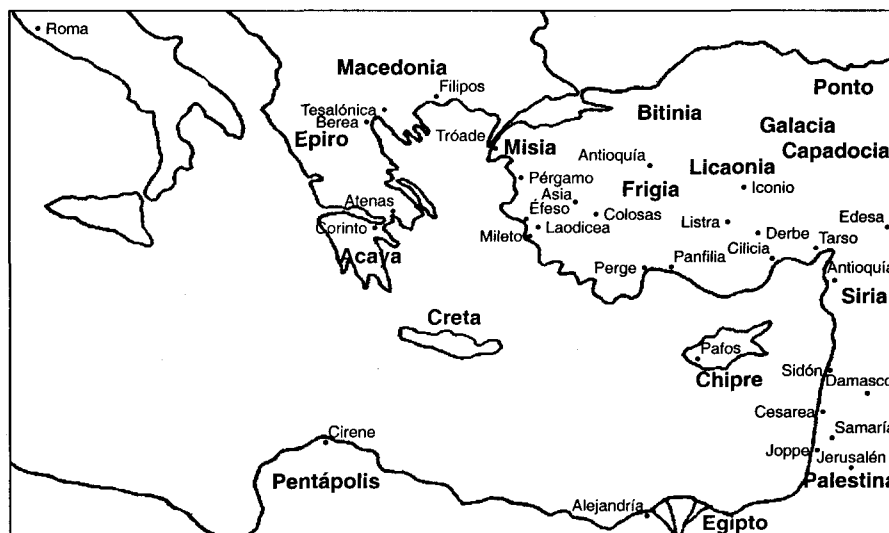 Roma
Macedonia
Filipos
Tesalónica
Berea
Epiro
Tróade
Misia
Bitinia
Ponto
Galacia
Capadocia
Antioquía
Licaonia
Iconio
Pérgamo
Asia
Frigia
Atenas
Éfeso
Colosas
Corinto
Mileto
Laodicea
Listra
Derbe
Edesa
Acaya
Cilicia
Tarso
Perge
Panfilia
Antioquía
Siria
Creta
Pafos
Chipre
Sidón
Damasco
Cesarea
Samaría
Cirene
Joppe
Jerusalén
Pentápolis
Palestina
Alejandría
Egipto